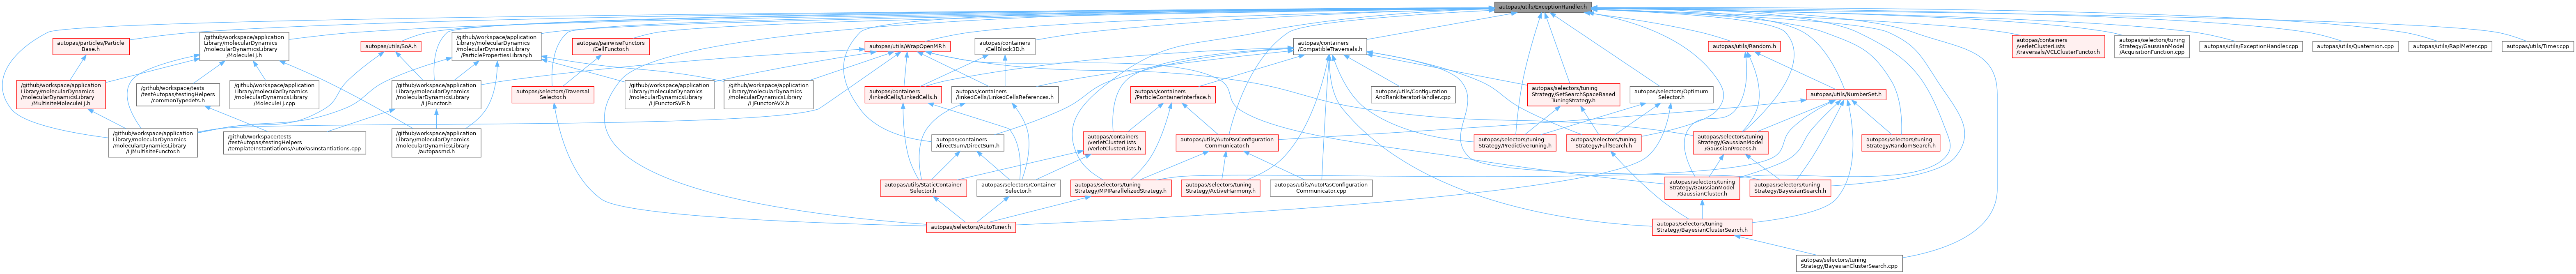 autopas/utils/ExceptionHandler.h
autopas/particles/Particle
Base.h
autopas/utils/SoA.h
/github/workspace/application
Library/molecularDynamics
/molecularDynamicsLibrary
/MoleculeLJ.h
/github/workspace/application
Library/molecularDynamics
/molecularDynamicsLibrary
/ParticlePropertiesLibrary.h
autopas/pairwiseFunctors
/CellFunctor.h
autopas/utils/WrapOpenMP.h
autopas/containers
/CellBlock3D.h
autopas/containers
/CompatibleTraversals.h
autopas/utils/Random.h
autopas/containers
/verletClusterLists
/traversals/VCLClusterFunctor.h
autopas/selectors/tuning
Strategy/GaussianModel
/AcquisitionFunction.cpp
autopas/utils/ExceptionHandler.cpp
autopas/utils/Quaternion.cpp
autopas/utils/RaplMeter.cpp
autopas/utils/Timer.cpp
/github/workspace/application
Library/molecularDynamics
/molecularDynamicsLibrary
/MultisiteMoleculeLJ.h
/github/workspace/tests
/testAutopas/testingHelpers
/commonTypedefs.h
/github/workspace/application
Library/molecularDynamics
/molecularDynamicsLibrary
/MoleculeLJ.cpp
/github/workspace/application
Library/molecularDynamics
/molecularDynamicsLibrary
/LJFunctor.h
autopas/selectors/Traversal
Selector.h
/github/workspace/application
Library/molecularDynamics
/molecularDynamicsLibrary
/LJFunctorSVE.h
/github/workspace/application
Library/molecularDynamics
/molecularDynamicsLibrary
/LJFunctorAVX.h
autopas/containers
/linkedCells/LinkedCells.h
autopas/containers
/linkedCells/LinkedCellsReferences.h
autopas/containers
/ParticleContainerInterface.h
autopas/utils/Configuration
AndRankIteratorHandler.cpp
autopas/selectors/tuning
Strategy/SetSearchSpaceBased
TuningStrategy.h
autopas/selectors/Optimum
Selector.h
autopas/utils/NumberSet.h
/github/workspace/application
Library/molecularDynamics
/molecularDynamicsLibrary
/LJMultisiteFunctor.h
/github/workspace/tests
/testAutopas/testingHelpers
/templateInstantiations/AutoPasInstantiations.cpp
/github/workspace/application
Library/molecularDynamics
/molecularDynamicsLibrary
/autopasmd.h
autopas/containers
/directSum/DirectSum.h
autopas/containers
/verletClusterLists
/VerletClusterLists.h
autopas/utils/AutoPasConfiguration
Communicator.h
autopas/selectors/tuning
Strategy/PredictiveTuning.h
autopas/selectors/tuning
Strategy/FullSearch.h
autopas/selectors/tuning
Strategy/GaussianModel
/GaussianProcess.h
autopas/selectors/tuning
Strategy/RandomSearch.h
autopas/utils/StaticContainer
Selector.h
autopas/selectors/Container
Selector.h
autopas/selectors/tuning
Strategy/MPIParallelizedStrategy.h
autopas/selectors/tuning
Strategy/ActiveHarmony.h
autopas/utils/AutoPasConfiguration
Communicator.cpp
autopas/selectors/tuning
Strategy/GaussianModel
/GaussianCluster.h
autopas/selectors/tuning
Strategy/BayesianSearch.h
autopas/selectors/AutoTuner.h
autopas/selectors/tuning
Strategy/BayesianClusterSearch.h
autopas/selectors/tuning
Strategy/BayesianClusterSearch.cpp